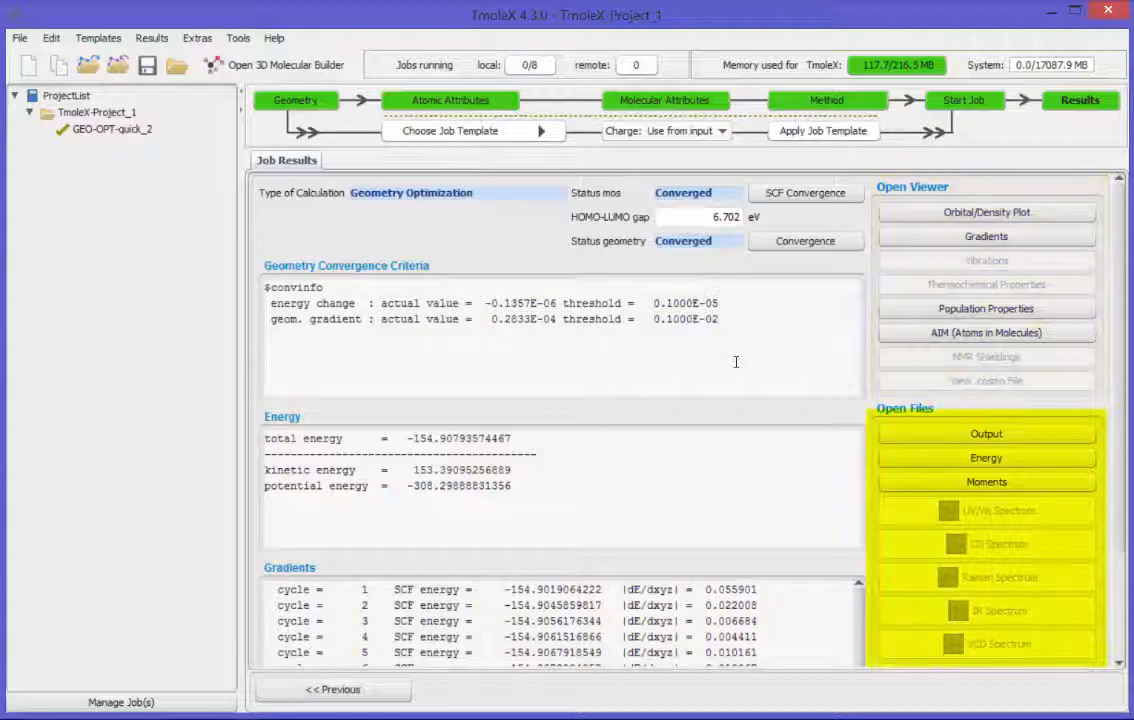 TmoleX 4.3.0 - TmoleX-Project_1
File Edit Templates Results Extras Tools Help
Open 3D Molecular Builder
Jobs running local: 0/8 remote: 0
Memory used for TmoleX: 117.7/216.5 MB System: 0.0/17087.9 MB
ProjectList
TmoleX-Project_1
GEO-OPT-quick_2
Manage Job(s)
Geometry Atomic Attributes Molecular Attributes Method Start Job Results
Choose Job Template Charge: Use from input Apply Job Template
Job Results
Type of Calculation Geometry Optimization
Status mos Converged SCF Convergence
HOMO-LUMO gap 6.702 eV
Status geometry Converged Convergence
Geometry Convergence Criteria
$convinfo
energy change : actual value = -0.1357E-06 threshold = 0.1000E-05
geom. gradient : actual value = 0.2833E-04 threshold = 0.1000E-02
Energy
total energy = -154.90793574467
------------------------------------------
kinetic energy = 153.39095256889
potential energy = -308.29888831356
Gradients
cycle = 1 SCF energy = -154.9019064222 |dE/dxyz| = 0.055901
cycle = 2 SCF energy = -154.9045859817 |dE/dxyz| = 0.022008
cycle = 3 SCF energy = -154.9056176344 |dE/dxyz| = 0.006684
cycle = 4 SCF energy = -154.9061516866 |dE/dxyz| = 0.004411
cycle = 5 SCF energy = -154.9067918549 |dE/dxyz| = 0.010161
<< Previous
Open Viewer
Orbital/Density Plot
Gradients
Vibrations
Thermochemical Properties
Population Properties
AIM (Atoms in Molecules)
NMR Shieldings
View .cosmo File
Open Files
Output
Energy
Moments
UV/Vis Spectrum
CD Spectrum
Raman Spectrum
IR Spectrum
VCD Spectrum